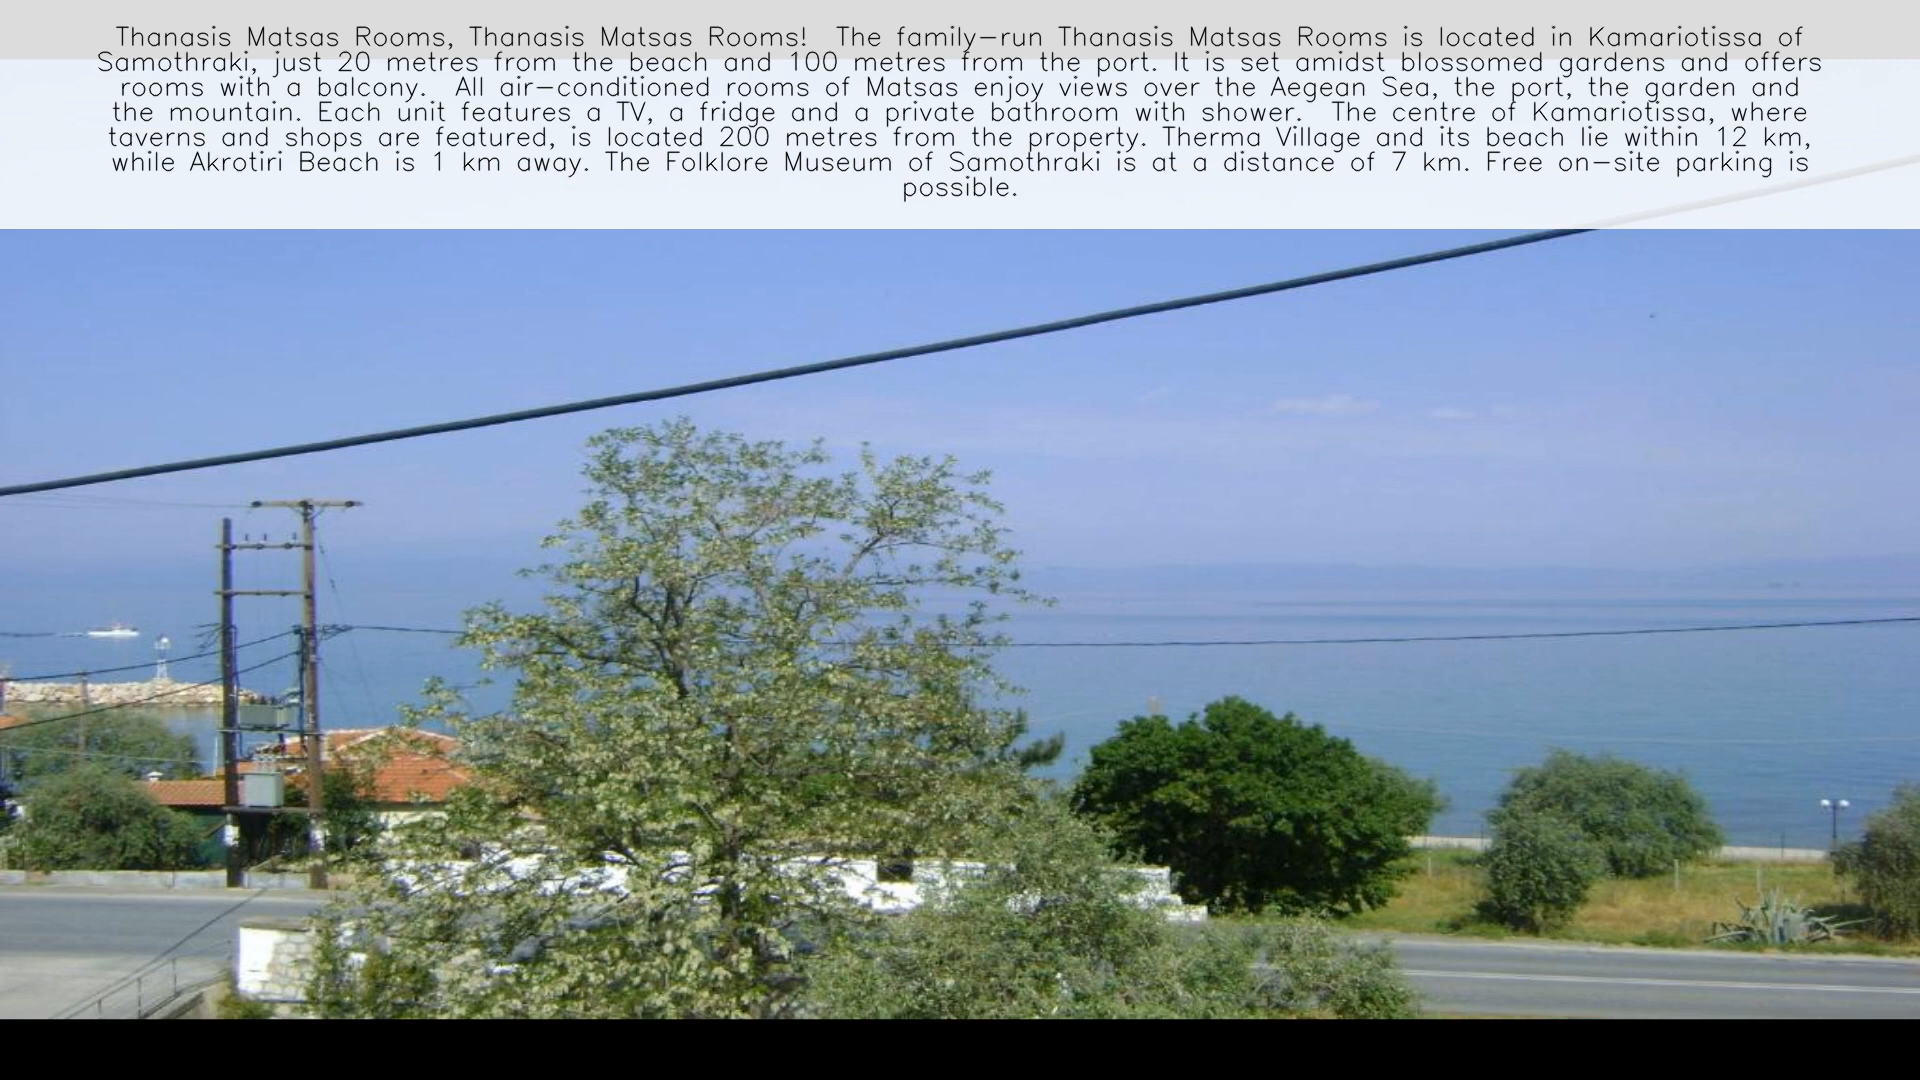 Thanasis Matsas Rooms, Thanasis Matsas Rooms!  The family-run Thanasis Matsas Rooms is located in Kamariotissa of
Samothraki, just 20 metres from the beach and 100 metres from the port. It is set amidst blossomed gardens and offers
rooms with a balcony.  All air-conditioned rooms of Matsas enjoy views over the Aegean Sea, the port, the garden and
the mountain. Each unit features a TV, a fridge and a private bathroom with shower.  The centre of Kamariotissa, where
taverns and shops are featured, is located 200 metres from the property. Therma Village and its beach lie within 12 km,
while Akrotiri Beach is 1 km away. The Folklore Museum of Samothraki is at a distance of 7 km. Free on-site parking is
possible.